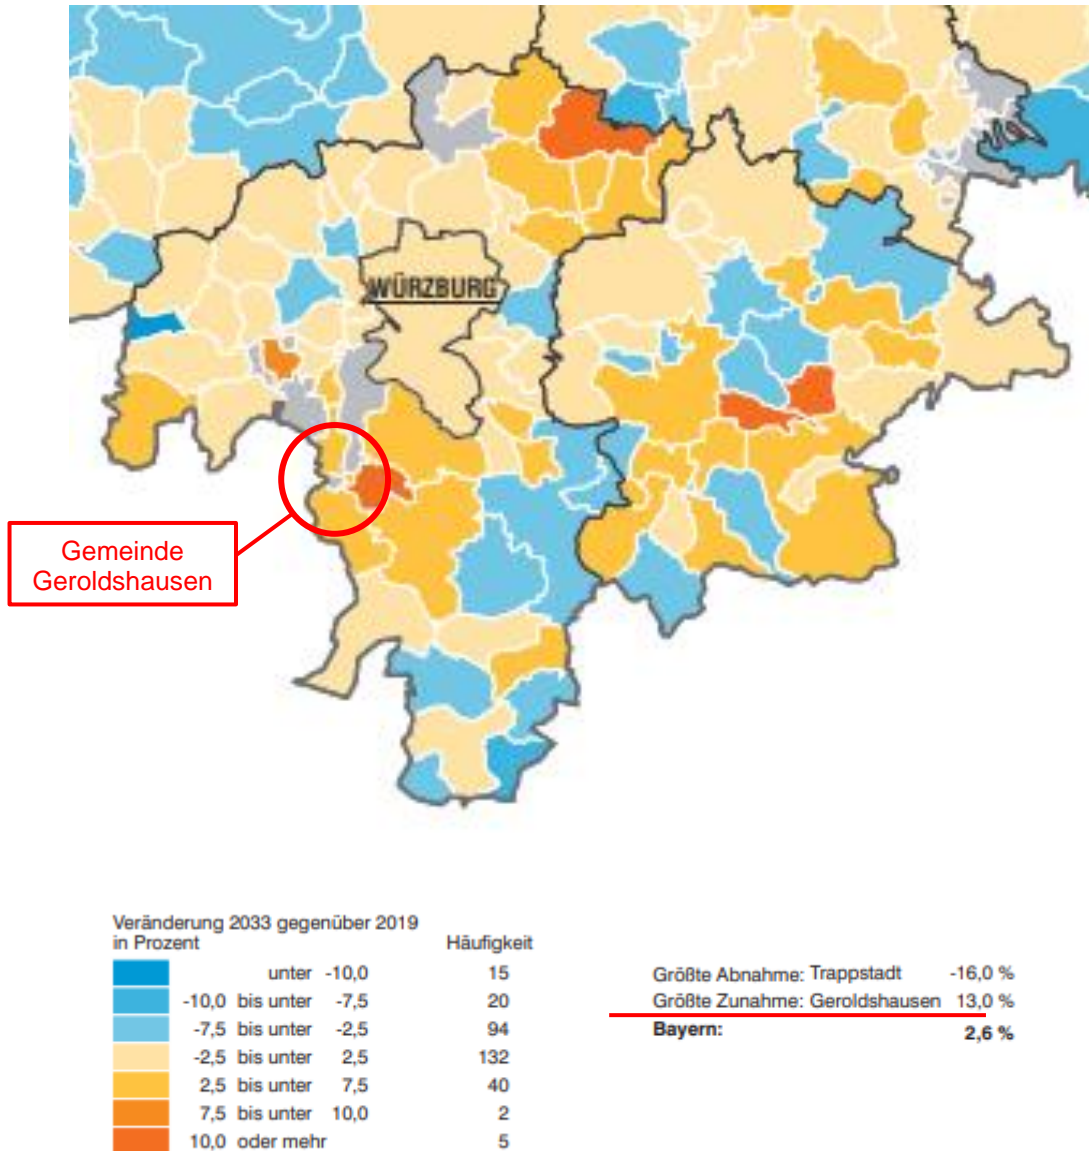 WÜRZBURG
Gemeinde
Geroldshausen
Veränderung 2033 gegenüber 2019
in Prozent Häufigkeit
unter -10,0 15
-10,0 bis unter -7,5 20
-7,5 bis unter -2,5 94
-2,5 bis unter 2,5 132
2,5 bis unter 7,5 40
7,5 bis unter 10,0 2
10,0 oder mehr 5
Größte Abnahme: Trappstadt -16,0 %
Größte Zunahme: Geroldshausen 13,0 %
Bayern: 2,6 %